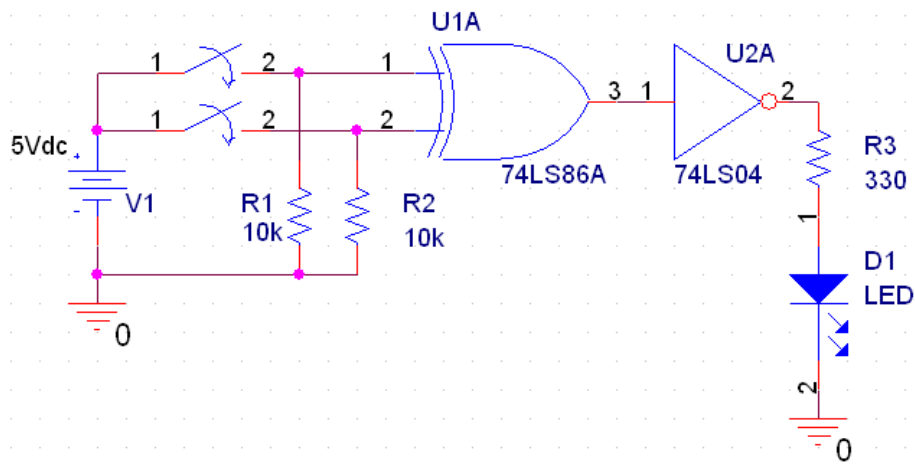 U1A
U2A
1 2 1
1 2 2
3 1 2
5Vdc
+
-
V1
R1
10k
R2
10k
74LS86A
74LS04
R3
330
1
D1
LED
2
0
0